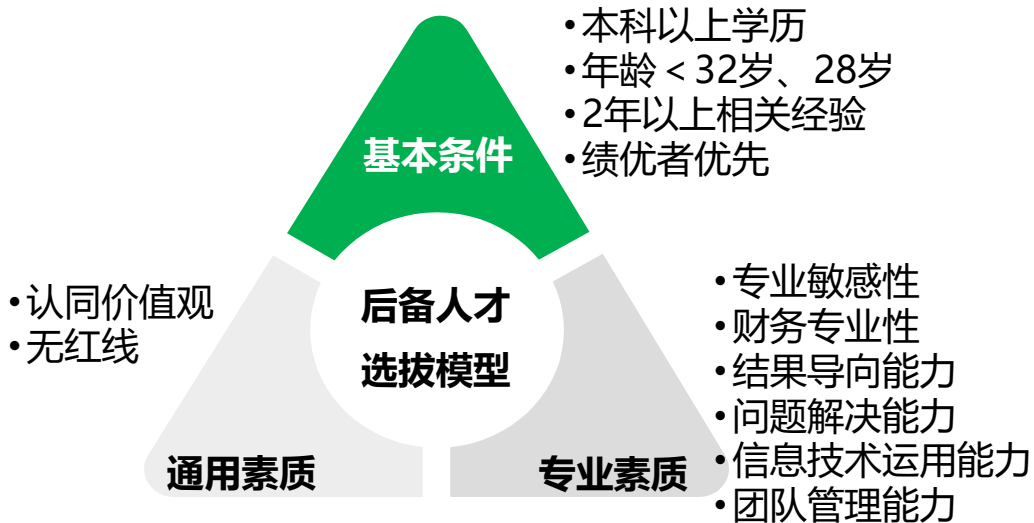 •本科以上学历
•年龄＜32岁、28岁
•2年以上相关经验
•绩优者优先
基本条件
•认同价值观
•无红线
后备人才
选拔模型
•专业敏感性
•财务专业性
•结果导向能力
•问题解决能力
•信息技术运用能力
•团队管理能力
通用素质
专业素质